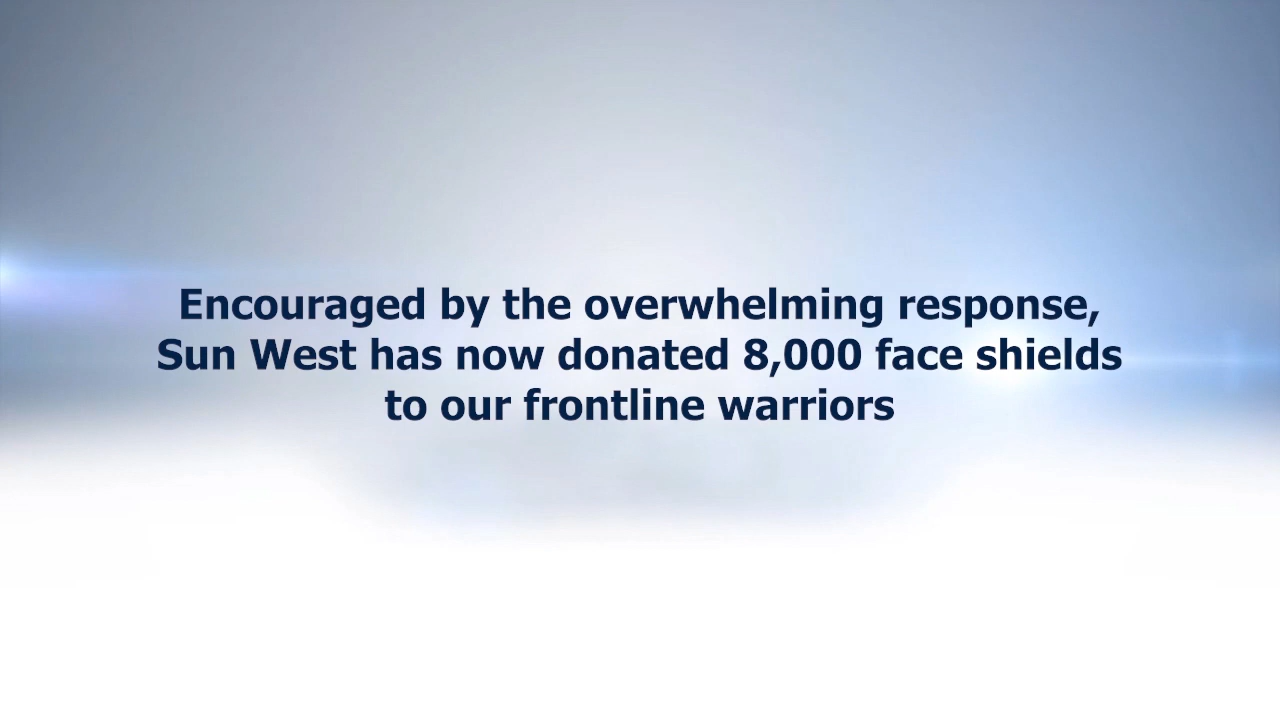 Encouraged by the overwhelming response,
Sun West has now donated 8,000 face shields
to our frontline warriors